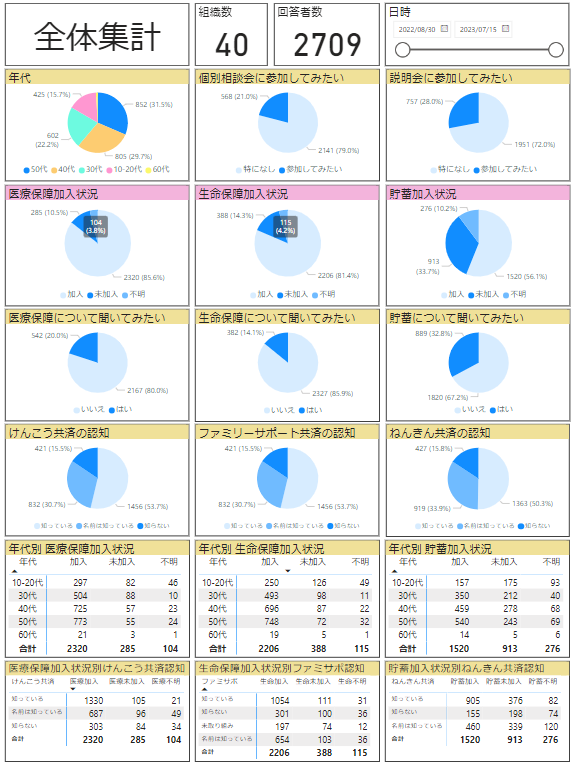 全体集計
組織数
40
回答者数
2709
日時
2022/08/30
2023/07/15
年代
425 (15.7%)
852 (31.5%)
602
(22.2%)
805 (29.7%)
50代 40代 30代 10-20代 60代
個別相談会に参加してみたい
568 (21.0%)
2141 (79.0%)
特になし 参加してみたい
説明会に参加してみたい
757 (28.0%)
1951 (72.0%)
特になし 参加してみたい
医療保障加入状況
285 (10.5%)
104
(3.8%)
2320 (85.6%)
加入 未加入 不明
生命保障加入状況
388 (14.3%)
115
(4.2%)
2206 (81.4%)
加入 未加入 不明
貯蓄加入状況
276 (10.2%)
913
(33.7%)
1520 (56.1%)
加入 未加入 不明
医療保障について聞いてみたい
542 (20.0%)
2167 (80.0%)
いいえ はい
生命保障について聞いてみたい
382 (14.1%)
2327 (85.9%)
いいえ はい
貯蓄について聞いてみたい
889 (32.8%)
1820 (67.2%)
いいえ はい
けんこう共済の認知
421 (15.5%)
832 (30.7%)
1456 (53.7%)
知っている 名前は知っている 知らない
ファミリーサポート共済の認知
421 (15.5%)
832 (30.7%)
1456 (53.7%)
知っている 名前は知っている 知らない
ねんきん共済の認知
427 (15.8%)
919 (33.9%)
1363 (50.3%)
知っている 名前は知っている 知らない
年代別 医療保障加入状況
年代 加入 未加入 不明
10-20代 297 82 46
30代 504 88 10
40代 725 57 23
50代 773 55 24
60代 21 3 1
合計 2320 285 104
年代別 生命保障加入状況
年代 加入 未加入 不明
10-20代 250 126 49
30代 493 98 11
40代 696 87 22
50代 748 72 32
60代 19 5 1
合計 2206 388 115
年代別 貯蓄加入状況
年代 加入 未加入 不明
10-20代 157 175 93
30代 350 212 40
40代 459 278 68
50代 540 243 69
60代 14 5 6
合計 1520 913 276
医療保障加入状況別けんこう共済認知
けんこう共済 医療加入 医療未加入 医療不明
知っている 1330 105 21
名前は知っている 687 96 49
知らない 303 84 34
合計 2320 285 104
生命保障加入状況別ファミサポ認知
ファミサポ 生命加入 生命未加入 生命不明
知っている 1054 111 31
知らない 301 100 36
未取り組み 197 74 12
名前は知っている 654 103 36
合計 2206 388 115
貯蓄加入状況別ねんきん共済認知
ねんきん共済 貯蓄加入 貯蓄未加入 貯蓄不明
知っている 905 376 82
知らない 155 198 74
名前は知っている 460 339 120
合計 1520 913 276